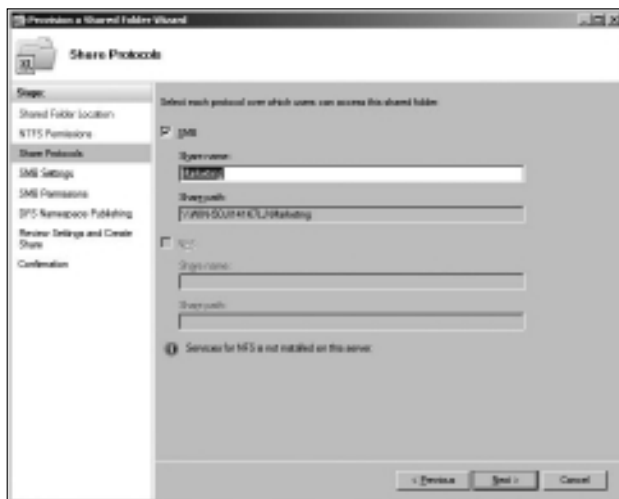 Provision a Shared Folder Wizard
Share Protocols
Steps:
Shared Folder Location
NTFS Permissions
Share Protocols
SMB Settings
SMB Permissions
DFS Namespace Publishing
Review Settings and Create
Share
Confirmation
Select each protocol over which users can access this shared folder.
SMB
Share name:
Marketing
Share path:
NFS
Share name:
Share path:
Services for NFS is not installed on this server.
< Previous
Next >
Cancel